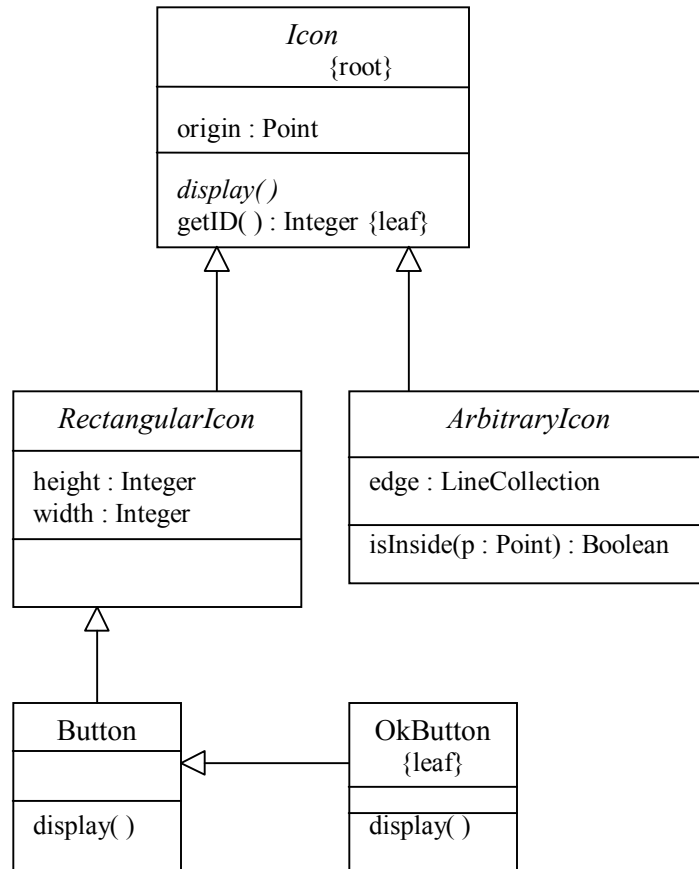 Icon
{root}
origin : Point
display( )
getID( ) : Integer {leaf}
RectangularIcon
height : Integer
width : Integer
ArbitraryIcon
edge : LineCollection
isInside(p : Point) : Boolean
Button
display( )
OkButton
{leaf}
display( )